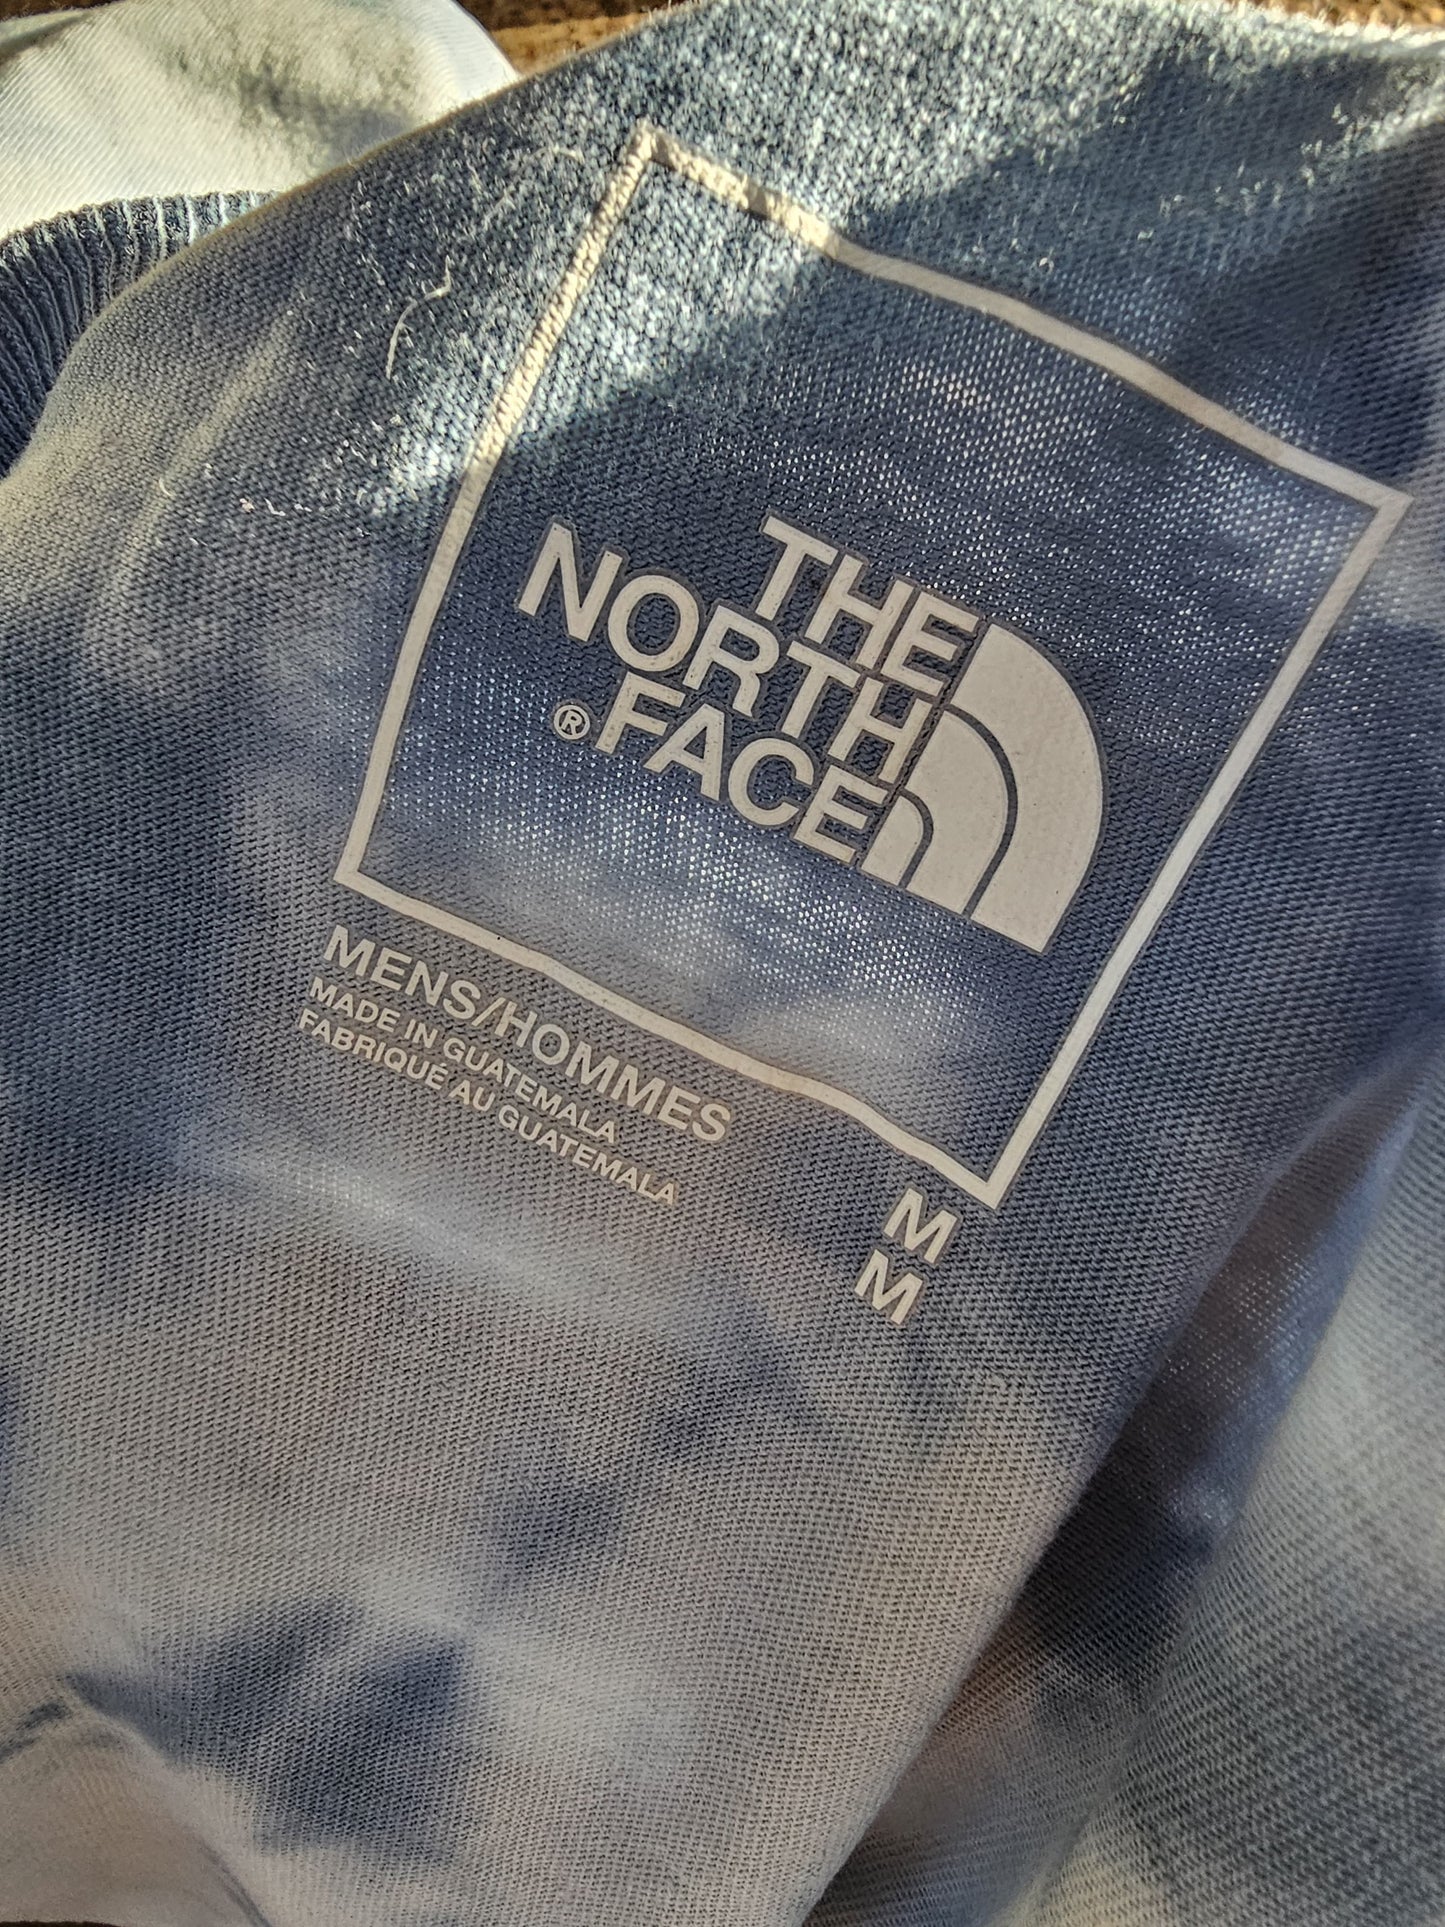 THE
NORTH
FACE
®
MENS/HOMMES
MADE IN GUATEMALA
FABRIQUÉ AU GUATEMALA
M
M